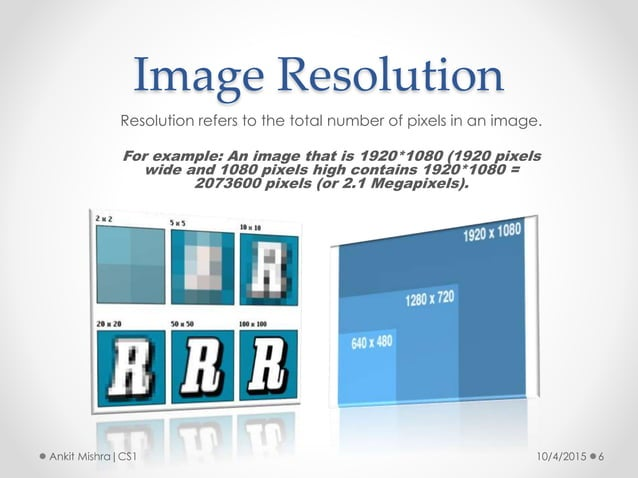 Image Resolution
Resolution refers to the total number of pixels in an image.
For example: An image that is 1920*1080 (1920 pixels
wide and 1080 pixels high contains 1920*1080 =
2073600 pixels (or 2.1 Megapixels).
2 x 2
5 x 5
10 x 10
R
20 x 20
50 x 50
100 x 100
R
R
R
1920 x 1080
1280 x 720
640 x 480
Ankit Mishra|CS1
10/4/2015
6